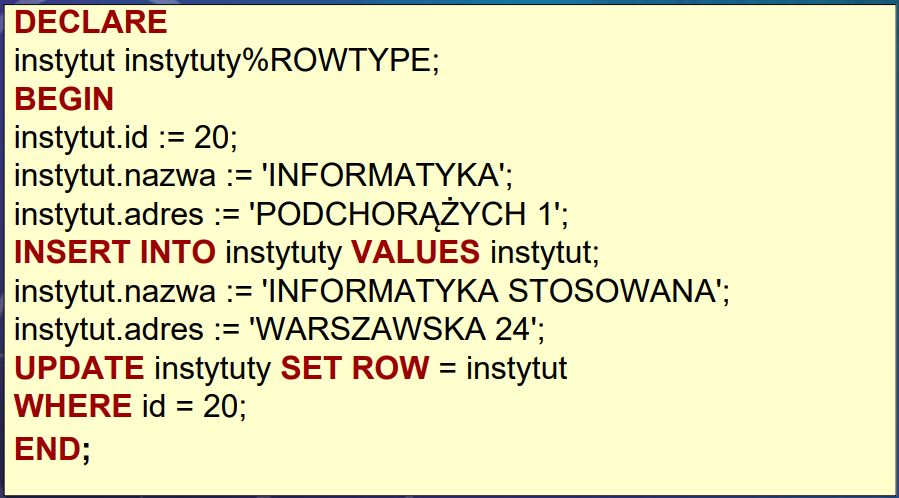 DECLARE
instytut instytuty%ROWTYPE;
BEGIN
instytut.id := 20;
instytut.nazwa := 'INFORMATYKA';
instytut.adres := 'PODCHORĄŻYCH 1';
INSERT INTO instytuty VALUES instytut;
instytut.nazwa := 'INFORMATYKA STOSOWANA';
instytut.adres := 'WARSZAWSKA 24';
UPDATE instytuty SET ROW = instytut
WHERE id = 20;
END;